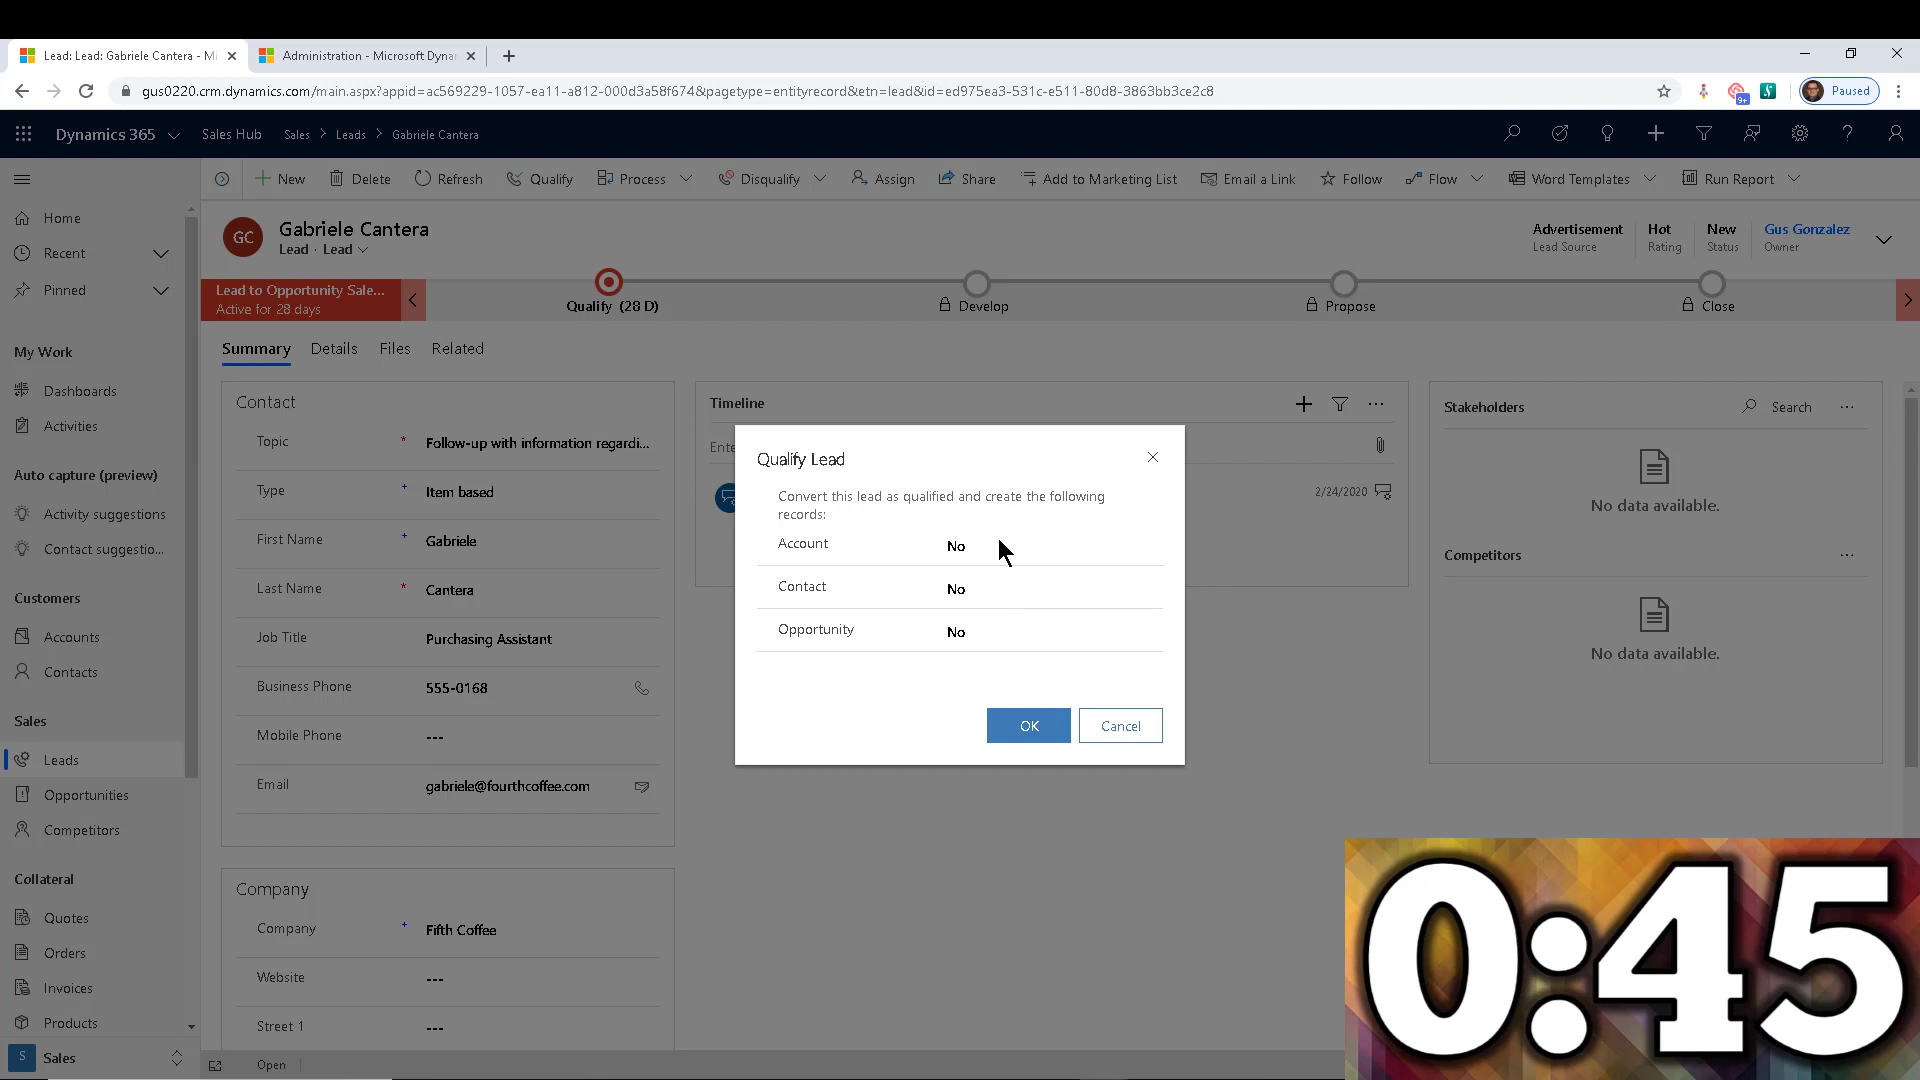 Lead: Lead: Gabriele Cantera - Mi
Administration - Microsoft Dynar
gus0220.crm.dynamics.com/main.aspx?appid=ac569229-1057-ea11-a812-000d3a58f674&pagetype=entityrecord&etn=lead&id=ed975ea3-531c-e511-80d8-3863bb3ce2c8
9+
Paused
Dynamics 365
Sales Hub
Sales > Leads > Gabriele Cantera
New
Delete
Refresh
Qualify
Process
Disqualify
Assign
Share
Add to Marketing List
Email a Link
Follow
Flow
Word Templates
Run Report
Home
Recent
Pinned
My Work
Dashboards
Activities
Auto capture (preview)
Activity suggestions
Contact suggestio...
Customers
Accounts
Contacts
Sales
Leads
Opportunities
Competitors
Collateral
Quotes
Orders
Invoices
Products
S
Sales
GC
Gabriele Cantera
Lead · Lead
Advertisement
Lead Source
Hot
Rating
New
Status
Gus Gonzalez
Owner
Lead to Opportunity Sale...
Active for 28 days
Qualify (28 D)
Develop
Propose
Close
Summary
Details
Files
Related
Contact
Topic * Follow-up with information regardi...
Type + Item based
First Name + Gabriele
Last Name * Cantera
Job Title Purchasing Assistant
Business Phone 555-0168
Mobile Phone ---
Email gabriele@fourthcoffee.com
Company
Company + Fifth Coffee
Website ---
Street 1 ---
Open
Timeline
Ente
2/24/2020
Qualify Lead
Convert this lead as qualified and create the following
records:
Account No
Contact No
Opportunity No
OK
Cancel
Stakeholders
Search
No data available.
Competitors
No data available.
0:45